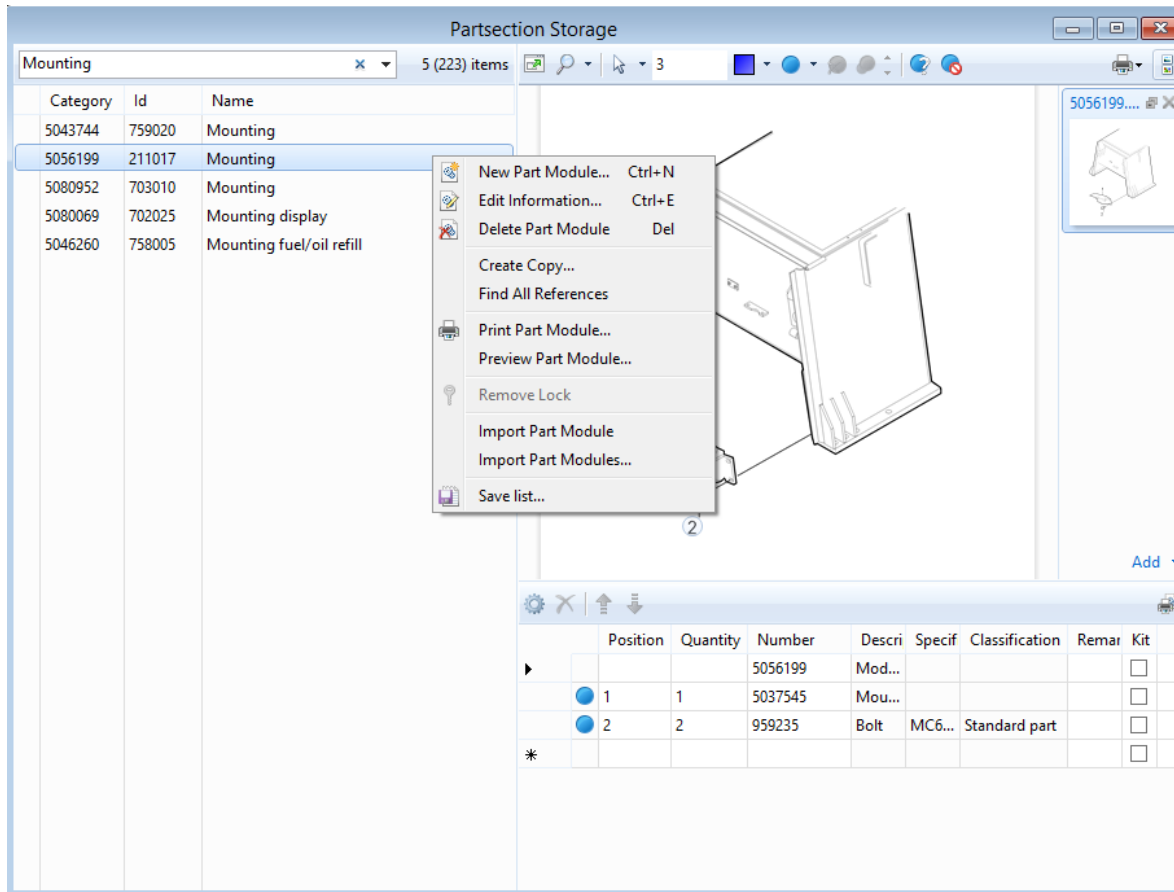 Partsection Storage
Mounting
5 (223) items
3
Category Id Name
5043744 759020 Mounting
5056199 211017 Mounting
5080952 703010 Mounting
5080069 702025 Mounting display
5046260 758005 Mounting fuel/oil refill
New Part Module... Ctrl+N
Edit Information... Ctrl+E
Delete Part Module Del
Create Copy...
Find All References
Print Part Module...
Preview Part Module...
Remove Lock
Import Part Module
Import Part Modules...
Save list...
2
5056199....
Add
Position Quantity Number Descri Specif Classification Remar Kit
5056199 Mod...
1 1 5037545 Mou...
2 2 959235 Bolt MC6... Standard part